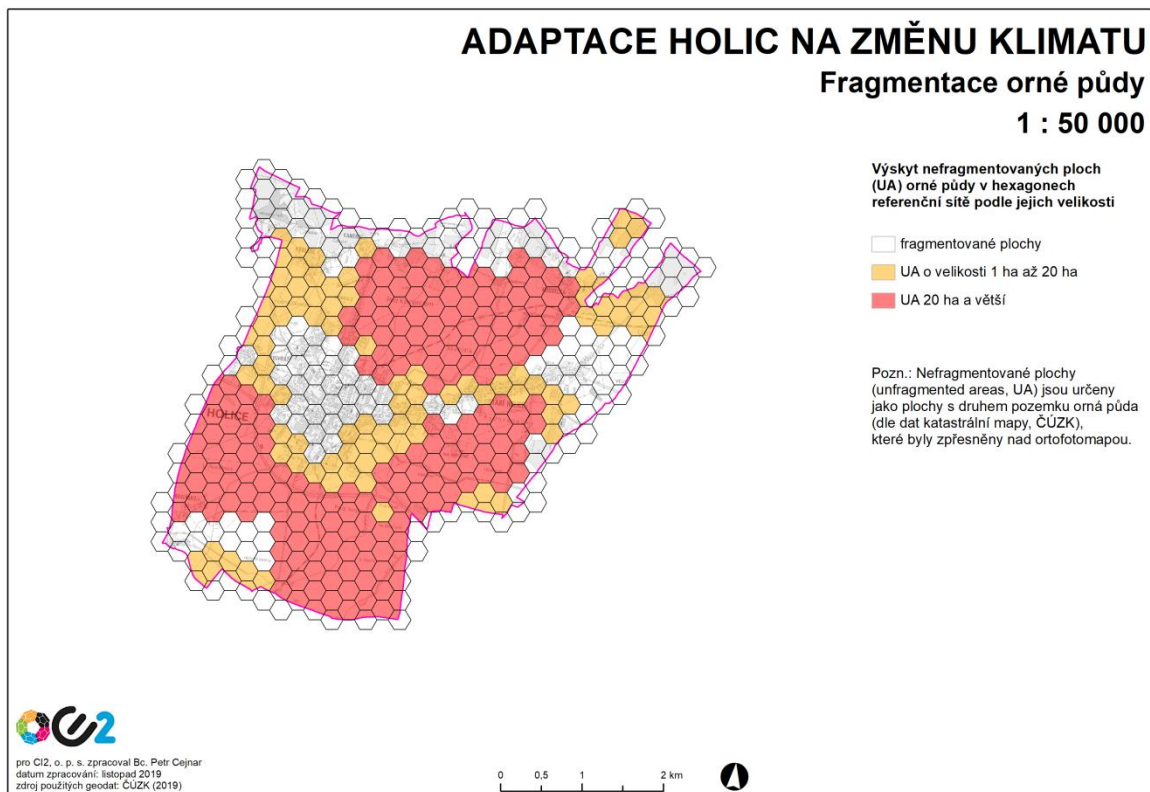 ADAPTACE HOLIC NA ZMĚNU KLIMATU
Fragmentace orné půdy
1 : 50 000
Výskyt nefragmentovaných ploch
(UA) orné půdy v hexagonech
referenční sítě podle jejich velikosti
fragmentované plochy
UA o velikosti 1 ha až 20 ha
UA 20 ha a větší
Pozn.: Nefragmentované plochy
(unfragmented areas, UA) jsou určeny
jako plochy s druhem pozemku orná půda
(dle dat katastrální mapy, ČÚZK),
které byly zpřesněny nad ortofotomapou.
HOLICE
CI2
pro CI2, o. p. s. zpracoval Bc. Petr Cejnar
datum zpracování: listopad 2019
zdroj použitých geodat: ČÚZK (2019)
0 0,5 1 2 km